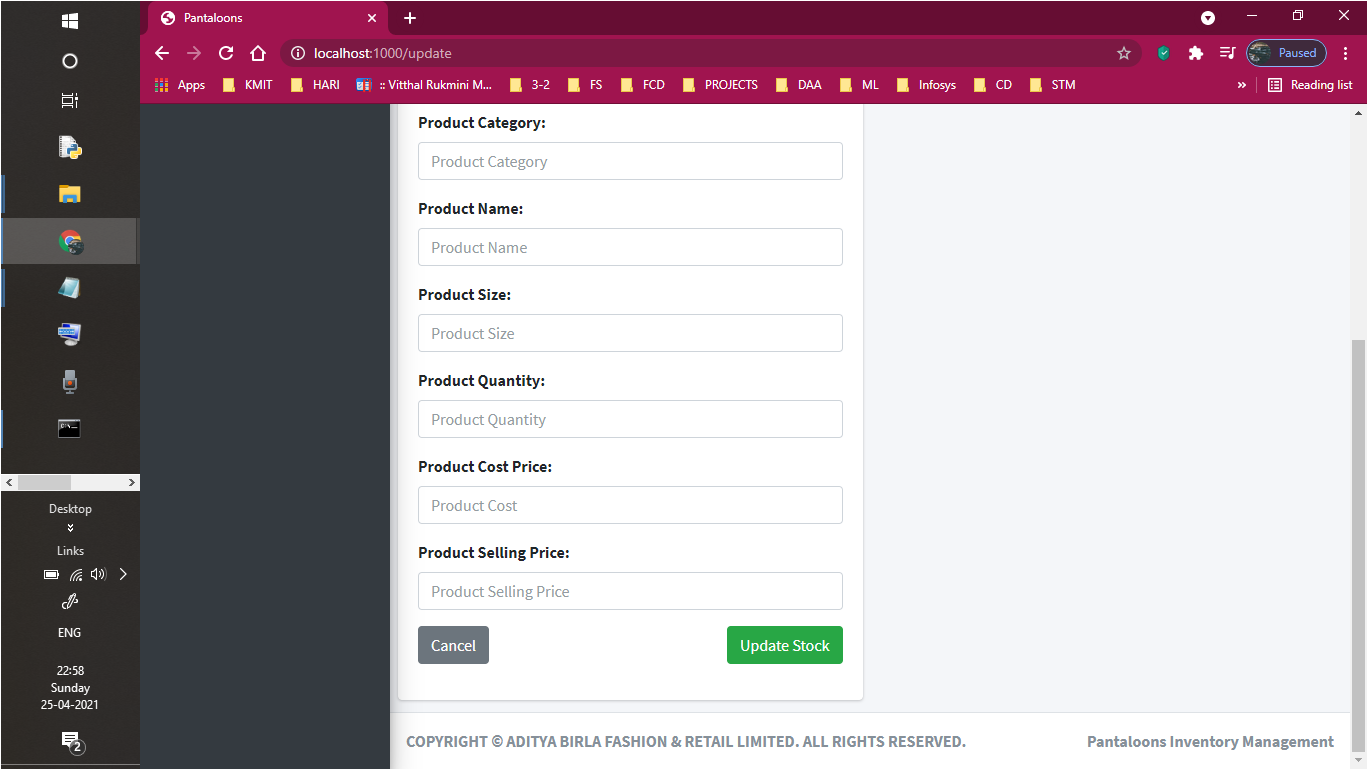 Pantaloons
localhost:1000/update
Paused
Apps KMIT HARI :: Vitthal Rukmini M... 3-2 FS FCD PROJECTS DAA ML Infosys CD STM » Reading list
Product Category:
Product Category
Product Name:
Product Name
Product Size:
Product Size
Product Quantity:
Product Quantity
Product Cost Price:
Product Cost
Product Selling Price:
Product Selling Price
Cancel Update Stock
COPYRIGHT © ADITYA BIRLA FASHION & RETAIL LIMITED. ALL RIGHTS RESERVED. Pantaloons Inventory Management
Desktop
Links
ENG
22:58
Sunday
25-04-2021
2